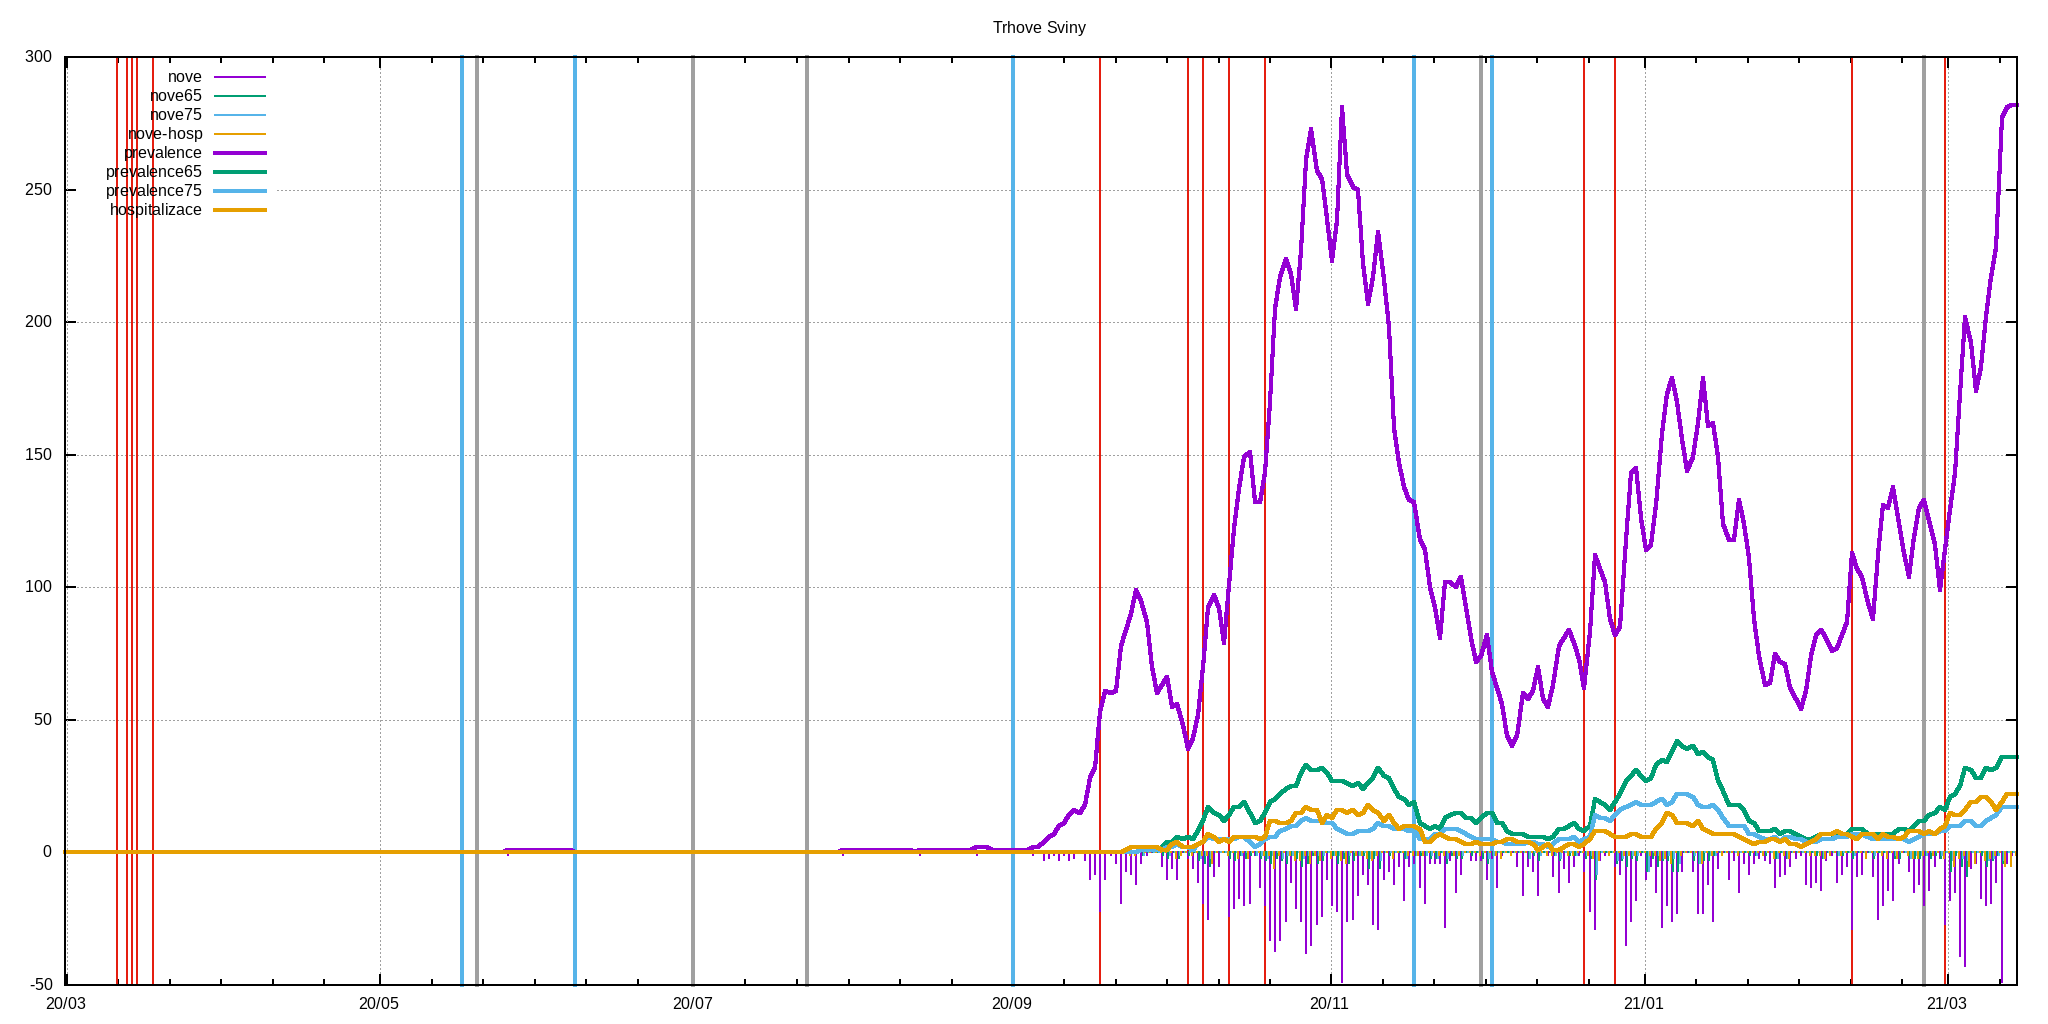 Trhove Sviny
300
250
200
150
100
50
0
-50
nove
nove65
nove75
nove-hosp
prevalence
prevalence65
prevalence75
hospitalizace
20/03 20/05 20/07 20/09 20/11 21/01 21/03